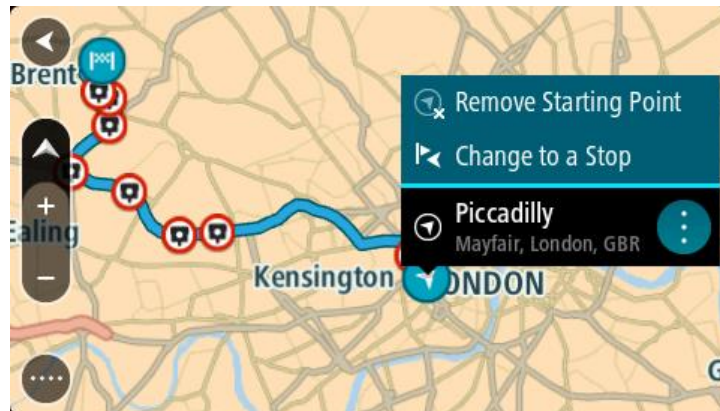 Brent
Remove Starting Point
Change to a Stop
Piccadilly
Mayfair, London, GBR
+
Ealing
−
Kensington
ONDON
G